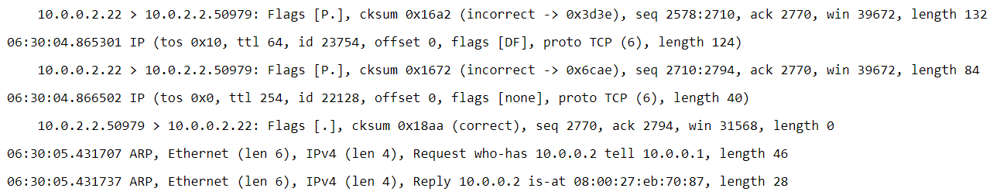 10.0.0.2.22 > 10.0.2.2.50979: Flags [P.], cksum 0x16a2 (incorrect -> 0x3d3e), seq 2578:2710, ack 2770, win 39672, length 132
06:30:04.865301 IP (tos 0x10, ttl 64, id 23754, offset 0, flags [DF], proto TCP (6), length 124)
10.0.0.2.22 > 10.0.2.2.50979: Flags [P.], cksum 0x1672 (incorrect -> 0x6cae), seq 2710:2794, ack 2770, win 39672, length 84
06:30:04.866502 IP (tos 0x0, ttl 254, id 22128, offset 0, flags [none], proto TCP (6), length 40)
10.0.2.2.50979 > 10.0.0.2.22: Flags [.], cksum 0x18aa (correct), seq 2770, ack 2794, win 31568, length 0
06:30:05.431707 ARP, Ethernet (len 6), IPv4 (len 4), Request who-has 10.0.0.2 tell 10.0.0.1, length 46
06:30:05.431737 ARP, Ethernet (len 6), IPv4 (len 4), Reply 10.0.0.2 is-at 08:00:27:eb:70:87, length 28